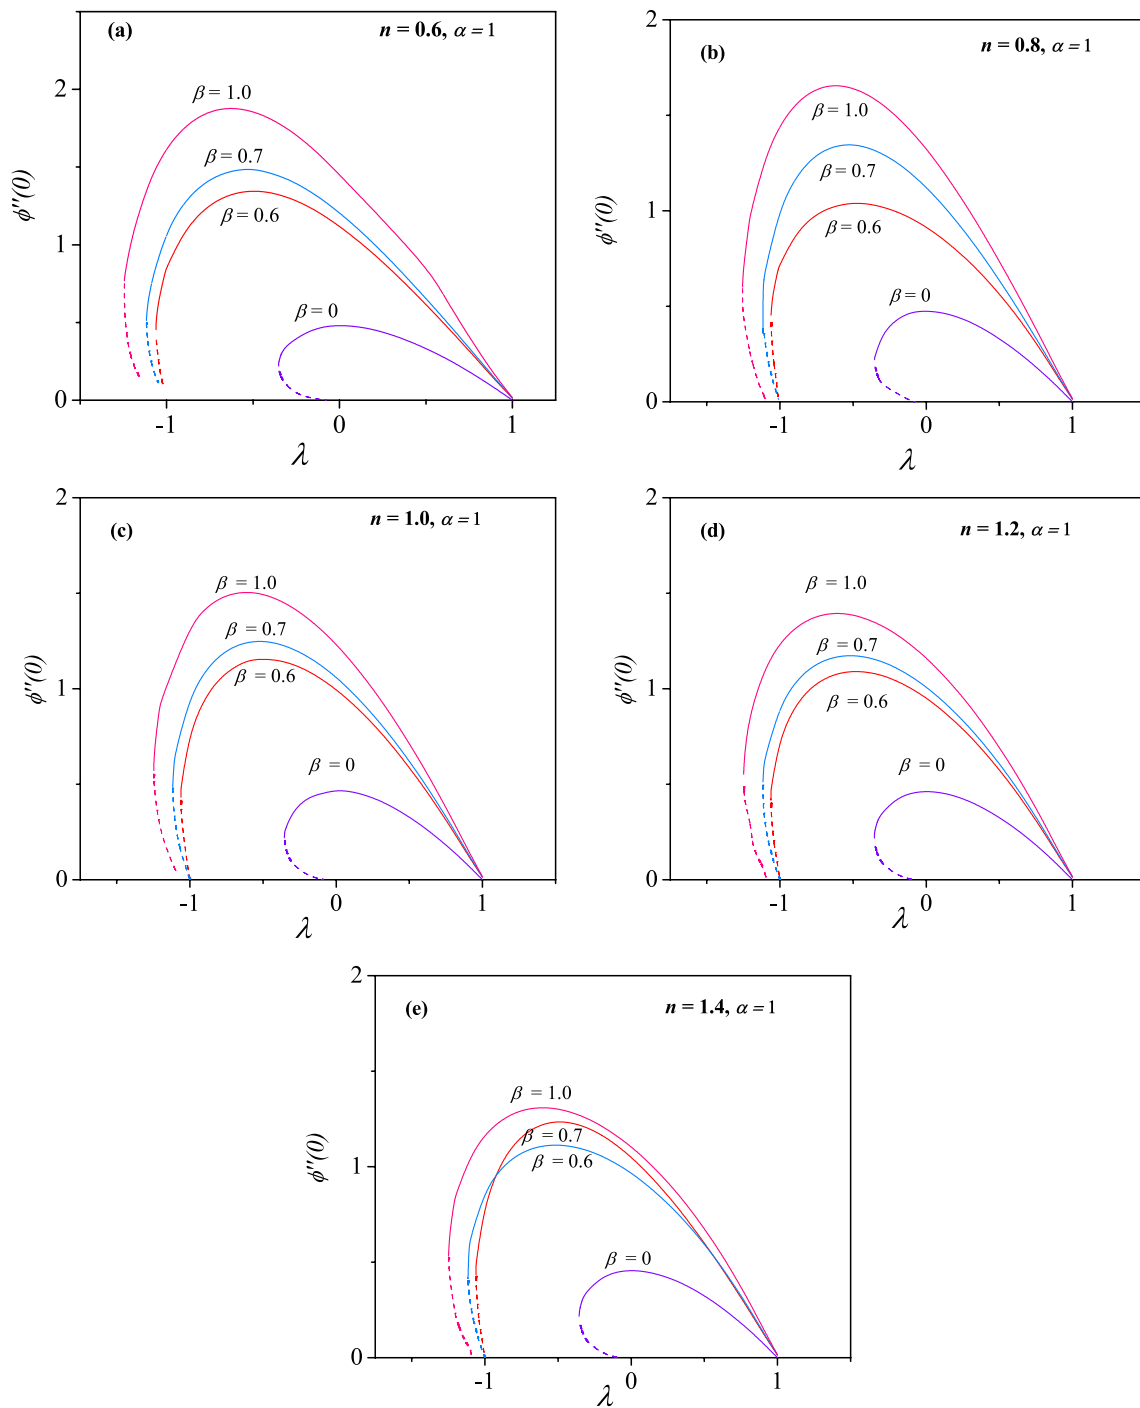 (a)
n = 0.6, α = 1
2
β = 1.0
β = 0.7
β = 0.6
ϕ''(0)
1
β = 0
0
-1
0
1
λ
(b)
n = 0.8, α = 1
2
β = 1.0
β = 0.7
β = 0.6
ϕ''(0)
1
β = 0
0
-1
0
1
λ
(c)
n = 1.0, α = 1
2
β = 1.0
β = 0.7
β = 0.6
ϕ''(0)
1
β = 0
0
-1
0
1
λ
(d)
n = 1.2, α = 1
2
β = 1.0
β = 0.7
β = 0.6
ϕ''(0)
1
β = 0
0
-1
0
1
λ
(e)
n = 1.4, α = 1
2
β = 1.0
β = 0.7
β = 0.6
ϕ''(0)
1
β = 0
0
-1
0
1
λ